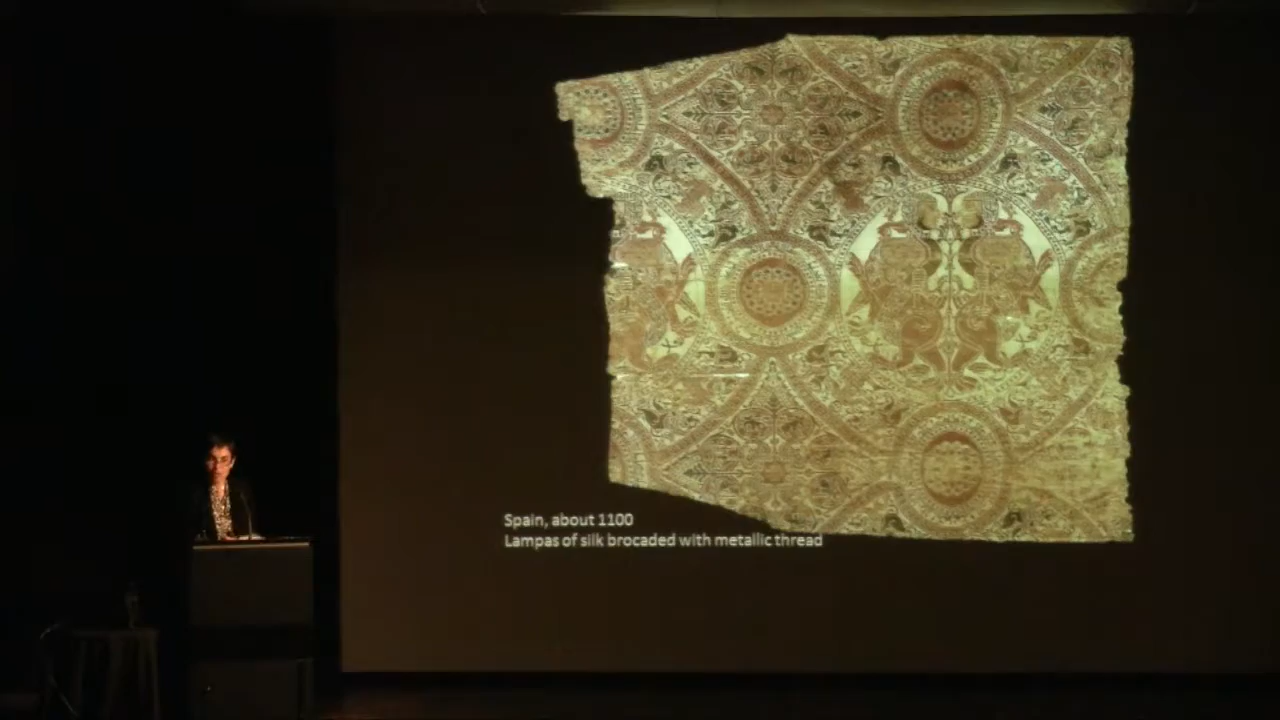 Spain, about 1100
Lampas of silk brocaded with metallic thread